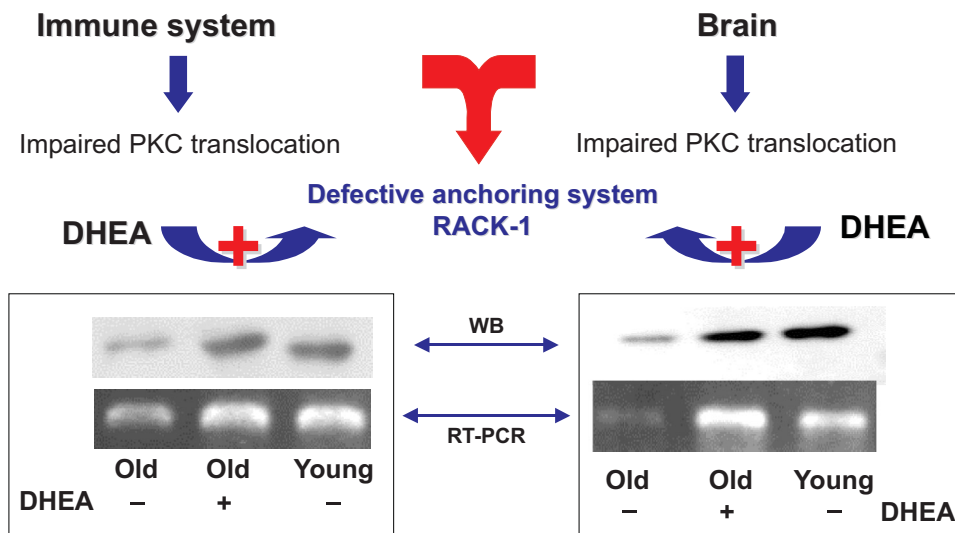 Immune system
Brain
Impaired PKC translocation
Impaired PKC translocation
Defective anchoring system
RACK-1
DHEA
DHEA
WB
RT-PCR
Old Old Young
DHEA – + –
Old Old Young
– + – DHEA